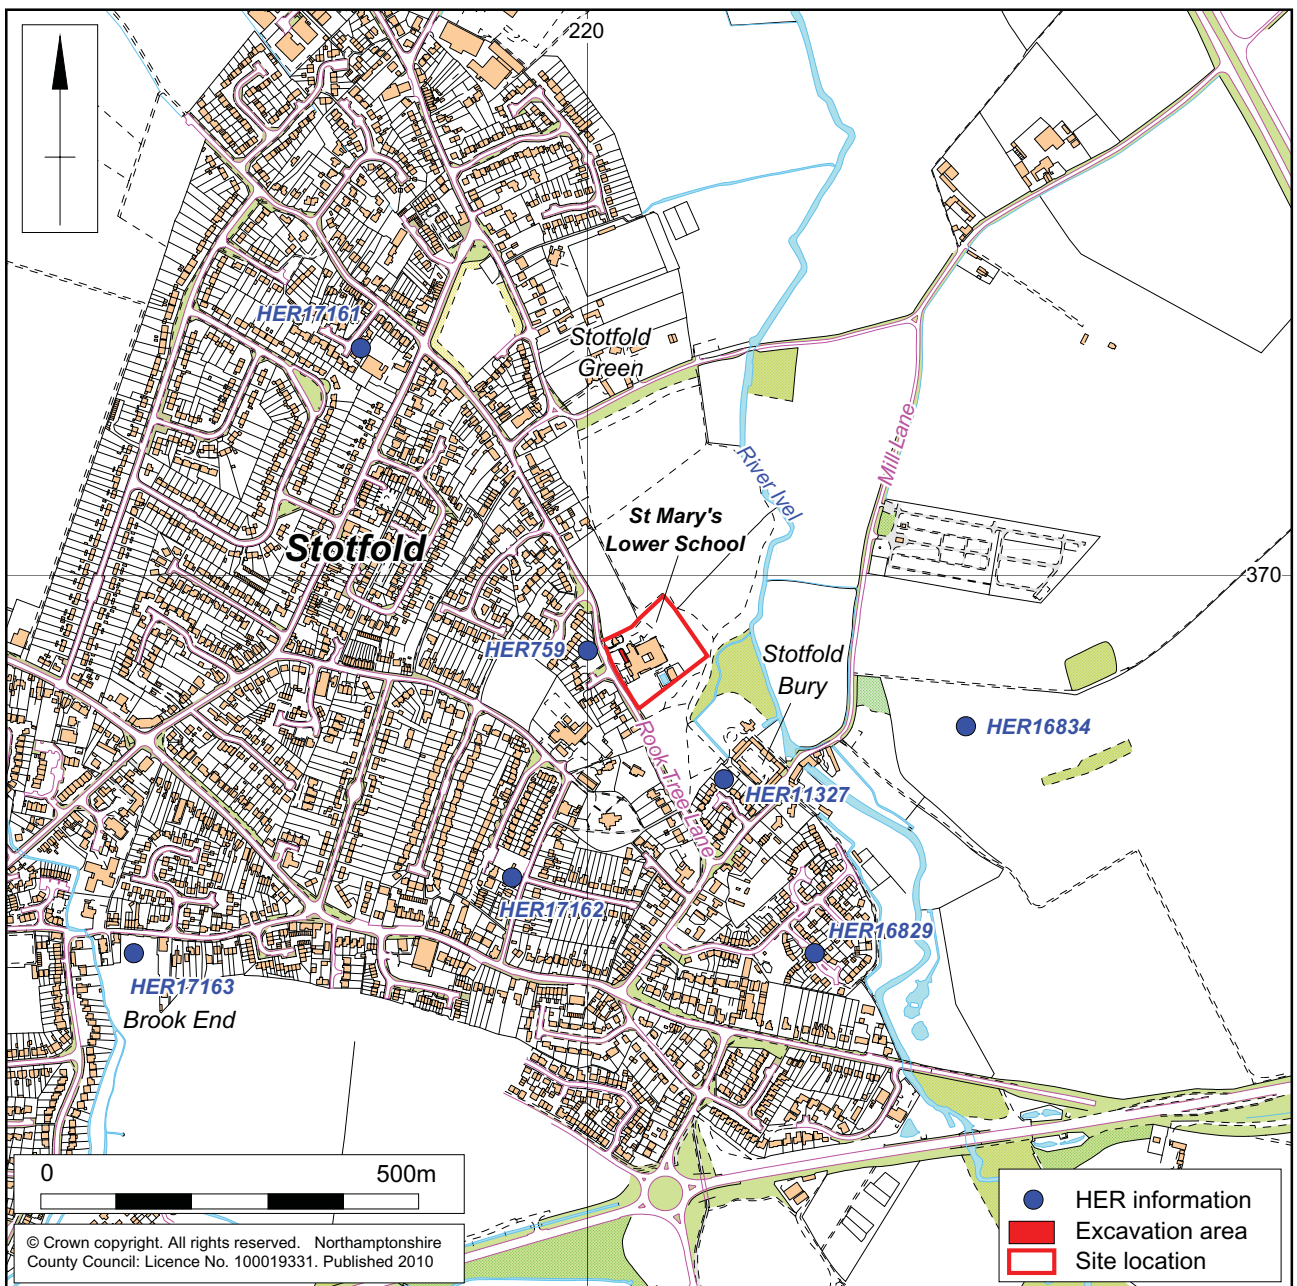 220
HER17161
Stotfold
Green
Mill Lane
River Ivel
St Mary's
Lower School
Stotfold
370
HER759
Stotfold
Bury
HER16834
Rook Tree Lane
HER11327
HER17162
HER16829
HER17163
Brook End
0 500m
© Crown copyright. All rights reserved. Northamptonshire
County Council: Licence No. 100019331. Published 2010
HER information
Excavation area
Site location